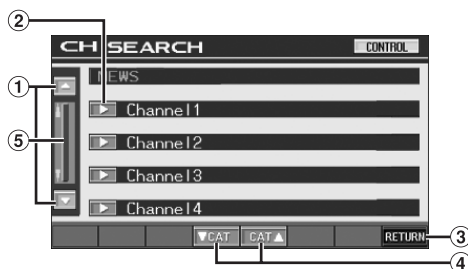 ②
CH SEARCH CONTROL
① NEWS
Channel1
⑤ Channel2
Channel3
Channel4
▼CAT CAT▲ RETURN ③
④